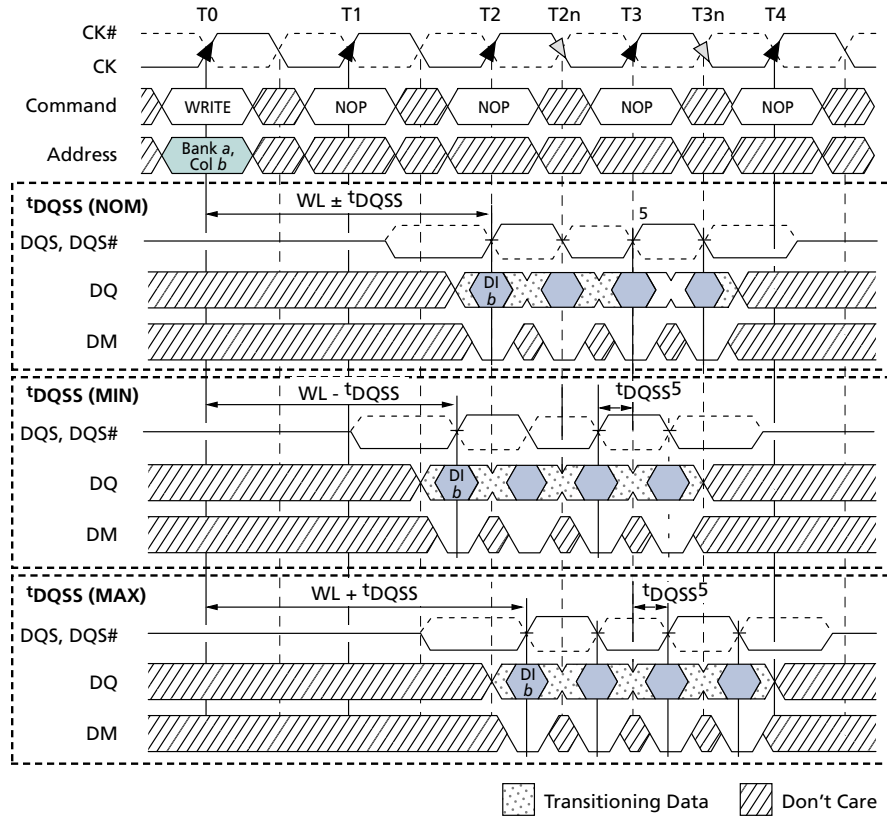 T0 T1 T2 T2n T3 T3n T4
CK#
CK
Command WRITE NOP NOP NOP NOP
Address Bank a, Col b
tDQSS (NOM) WL ± tDQSS
5
DQS, DQS#
DQ DI b
DM
tDQSS (MIN) WL - tDQSS tDQSS5
DQS, DQS#
DQ DI b
DM
tDQSS (MAX) WL + tDQSS tDQSS5
DQS, DQS#
DQ DI b
DM
Transitioning Data Don't Care